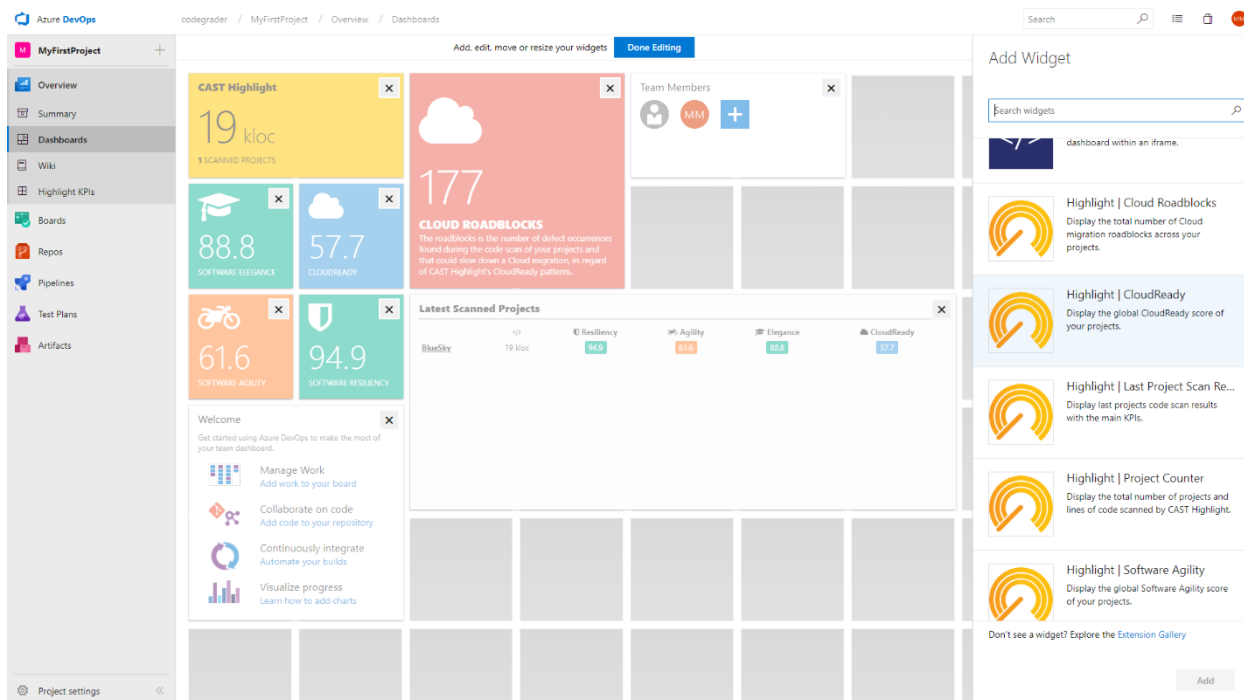 Azure DevOps
codegrader / MyFirstProject / Overview / Dashboards
Search
MM
M MyFirstProject
Overview
Summary
Dashboards
Wiki
Highlight KPIs
Boards
Repos
Pipelines
Test Plans
Artifacts
Project settings
Add, edit, move or resize your widgets
Done Editing
CAST Highlight
19 kloc
1 SCANNED PROJECTS
88.8
SOFTWARE ELEGANCE
57.7
CLOUDREADY
177
CLOUD ROADBLOCKS
The roadblocks is the number of defect occurrences
found during the code scan of your projects and
that could slow down a Cloud migration, in regard
of CAST Highlight's CloudReady patterns.
Team Members
MM
61.6
SOFTWARE AGILITY
94.9
SOFTWARE RESILIENCY
Latest Scanned Projects
</> Resiliency Agility Elegance CloudReady
BlueSky 19 kloc 94.9 61.6 88.8 57.7
Welcome
Get started using Azure DevOps to make the most of
your team dashboard.
Manage Work
Add work to your board
Collaborate on code
Add code to your repository
Continuously integrate
Automate your builds
Visualize progress
Learn how to add charts
Add Widget
Search widgets
dashboard within an iframe.
Highlight | Cloud Roadblocks
Display the total number of Cloud
migration roadblocks across your
projects.
Highlight | CloudReady
Display the global CloudReady score of
your projects.
Highlight | Last Project Scan Re...
Display last projects code scan results
with the main KPIs.
Highlight | Project Counter
Display the total number of projects and
lines of code scanned by CAST Highlight.
Highlight | Software Agility
Display the global Software Agility score
of your projects.
Don't see a widget? Explore the Extension Gallery
Add